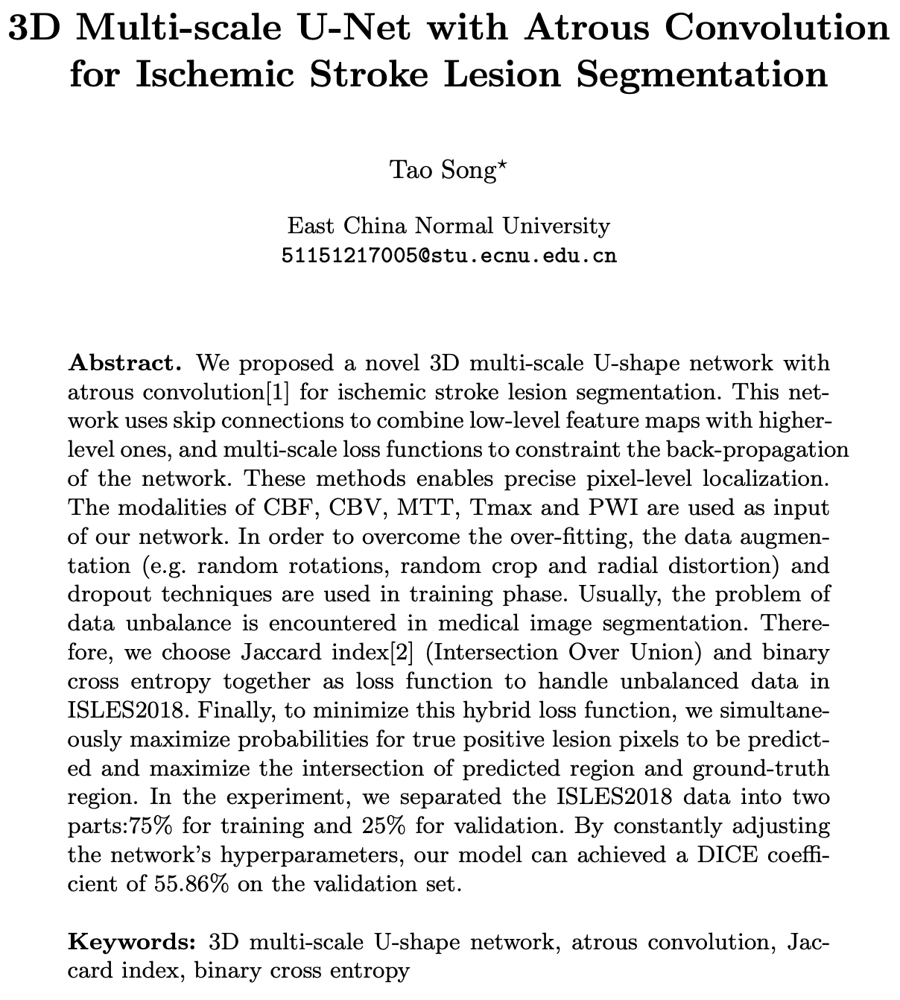 3D Multi-scale U-Net with Atrous Convolution
for Ischemic Stroke Lesion Segmentation
Tao Song⋆
East China Normal University
51151217005@stu.ecnu.edu.cn
Abstract. We proposed a novel 3D multi-scale U-shape network with
atrous convolution[1] for ischemic stroke lesion segmentation. This net-
work uses skip connections to combine low-level feature maps with higher-
level ones, and multi-scale loss functions to constraint the back-propagation
of the network. These methods enables precise pixel-level localization.
The modalities of CBF, CBV, MTT, Tmax and PWI are used as input
of our network. In order to overcome the over-fitting, the data augmen-
tation (e.g. random rotations, random crop and radial distortion) and
dropout techniques are used in training phase. Usually, the problem of
data unbalance is encountered in medical image segmentation. There-
fore, we choose Jaccard index[2] (Intersection Over Union) and binary
cross entropy together as loss function to handle unbalanced data in
ISLES2018. Finally, to minimize this hybrid loss function, we simultane-
ously maximize probabilities for true positive lesion pixels to be predict-
ed and maximize the intersection of predicted region and ground-truth
region. In the experiment, we separated the ISLES2018 data into two
parts:75% for training and 25% for validation. By constantly adjusting
the network's hyperparameters, our model can achieved a DICE coeffi-
cient of 55.86% on the validation set.
Keywords: 3D multi-scale U-shape network, atrous convolution, Jac-
card index, binary cross entropy